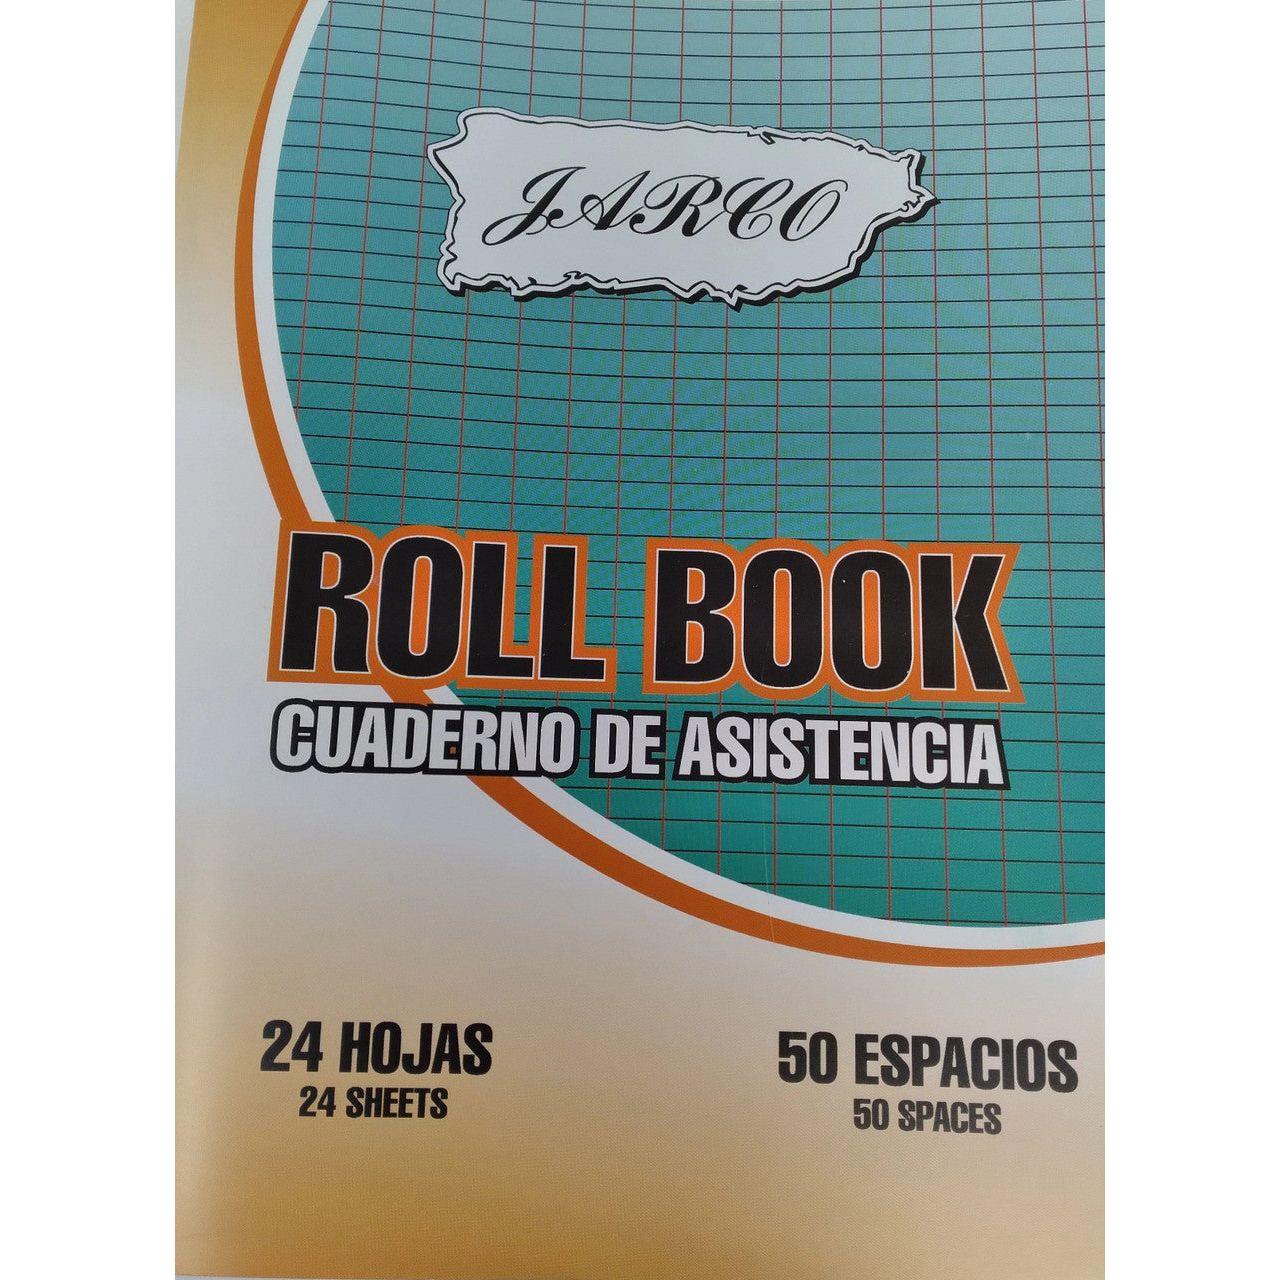 JARCO
ROLL BOOK
CUADERNO DE ASISTENCIA
24 HOJAS
24 SHEETS
50 ESPACIOS
50 SPACES